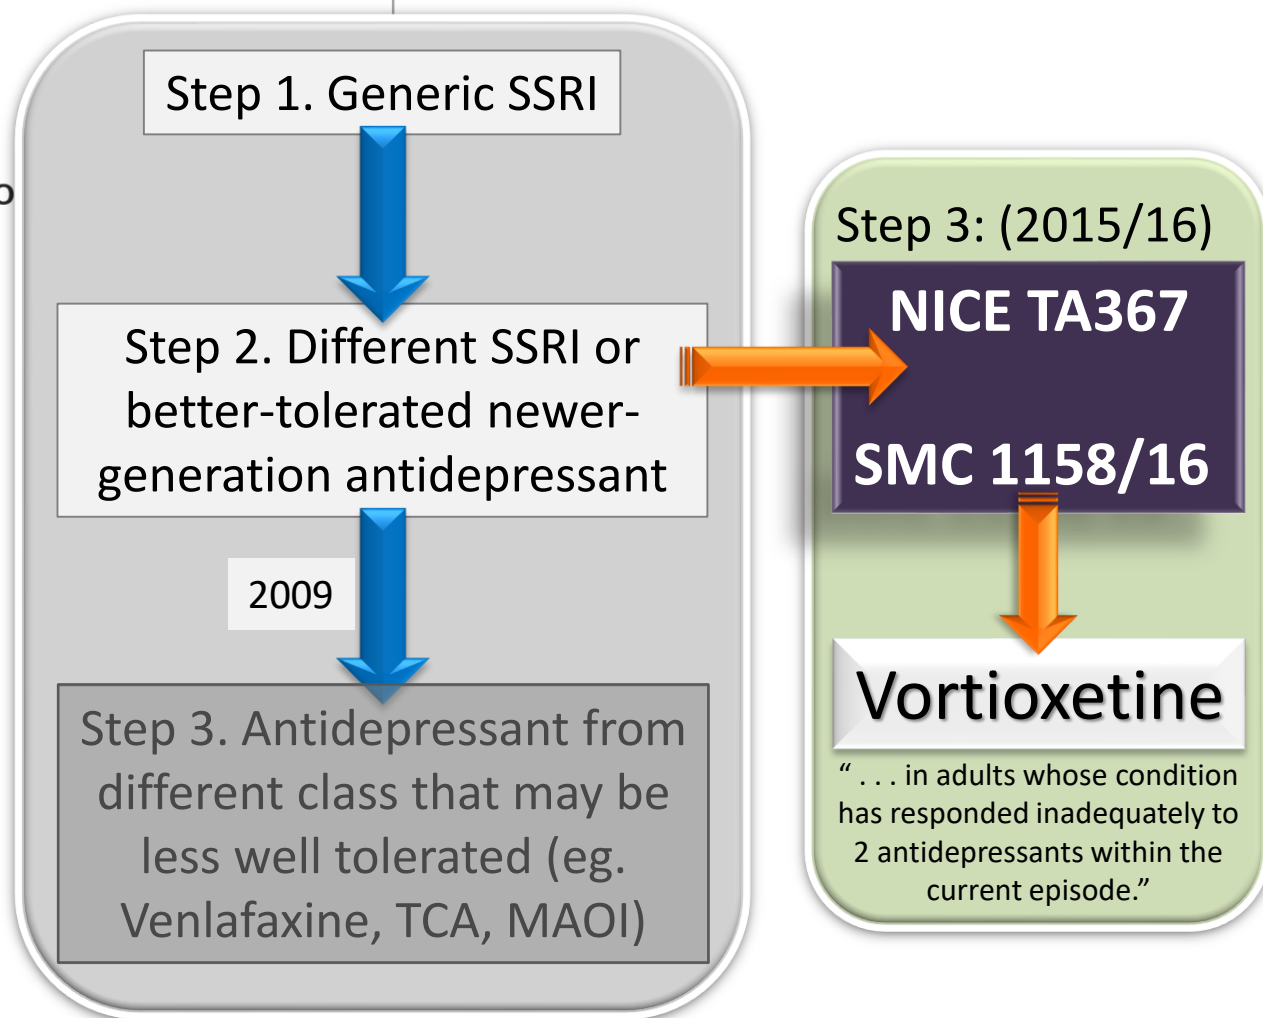 Step 1. Generic SSRI
o
Step 2. Different SSRI or
better-tolerated newer-
generation antidepressant
2009
Step 3. Antidepressant from
different class that may be
less well tolerated (eg.
Venlafaxine, TCA, MAOI)
Step 3: (2015/16)
NICE TA367
SMC 1158/16
Vortioxetine
“ . . . in adults whose condition
has responded inadequately to
2 antidepressants within the
current episode.”